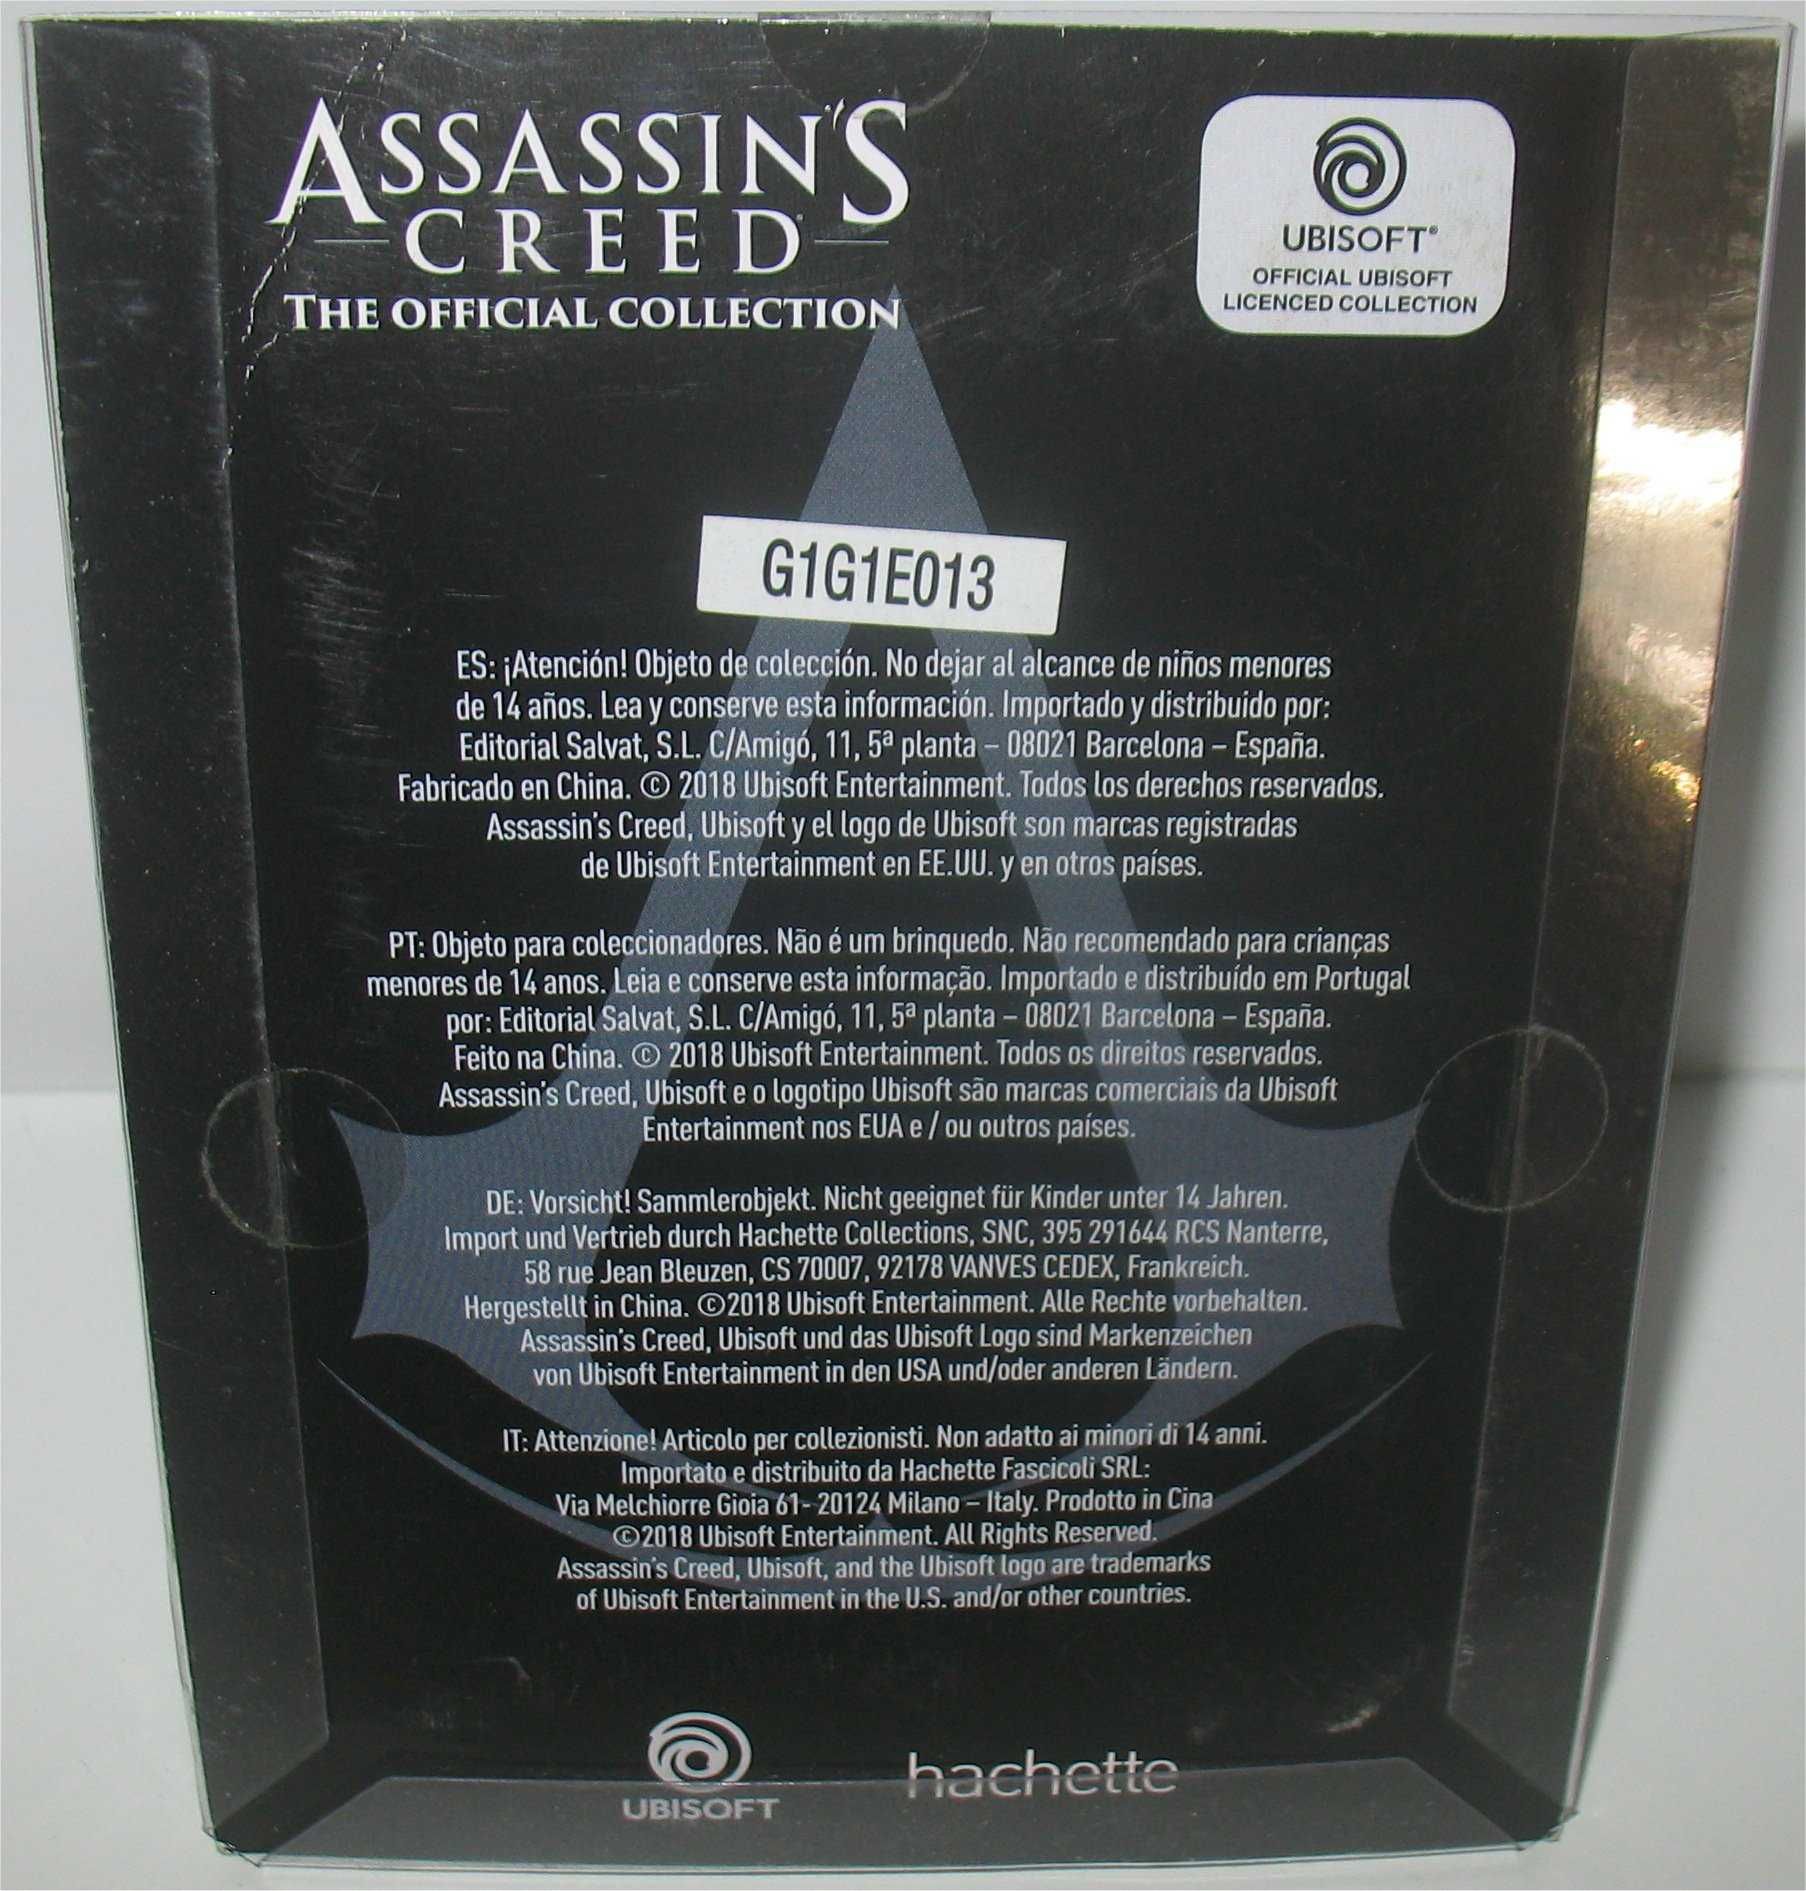 ASSASSIN'S
CREED
THE OFFICIAL COLLECTION
UBISOFT®
OFFICIAL UBISOFT
LICENCED COLLECTION
G1G1E013
ES: ¡Atención! Objeto de colección. No dejar al alcance de niños menores
de 14 años. Lea y conserve esta información. Importado y distribuido por:
Editorial Salvat, S.L. C/Amigó, 11, 5ª planta – 08021 Barcelona – España.
Fabricado en China. © 2018 Ubisoft Entertainment. Todos los derechos reservados.
Assassin's Creed, Ubisoft y el logo de Ubisoft son marcas registradas
de Ubisoft Entertainment en EE.UU. y en otros países.
PT: Objeto para coleccionadores. Não é um brinquedo. Não recomendado para crianças
menores de 14 anos. Leia e conserve esta informação. Importado e distribuído em Portugal
por: Editorial Salvat, S.L. C/Amigó, 11, 5ª planta – 08021 Barcelona – España.
Feito na China. © 2018 Ubisoft Entertainment. Todos os direitos reservados.
Assassin's Creed, Ubisoft e o logotipo Ubisoft são marcas comerciais da Ubisoft
Entertainment nos EUA e / ou outros países.
DE: Vorsicht! Sammlerobjekt. Nicht geeignet für Kinder unter 14 Jahren.
Import und Vertrieb durch Hachette Collections, SNC, 395 291644 RCS Nanterre,
58 rue Jean Bleuzen, CS 70007, 92178 VANVES CEDEX, Frankreich.
Hergestellt in China. ©2018 Ubisoft Entertainment. Alle Rechte vorbehalten.
Assassin's Creed, Ubisoft und das Ubisoft Logo sind Markenzeichen
von Ubisoft Entertainment in den USA und/oder anderen Ländern.
IT: Attenzione! Articolo per collezionisti. Non adatto ai minori di 14 anni.
Importato e distribuito da Hachette Fascicoli SRL:
Via Melchiorre Gioia 61- 20124 Milano – Italy. Prodotto in Cina
©2018 Ubisoft Entertainment. All Rights Reserved.
Assassin's Creed, Ubisoft, and the Ubisoft logo are trademarks
of Ubisoft Entertainment in the U.S. and/or other countries.
UBISOFT
hachette